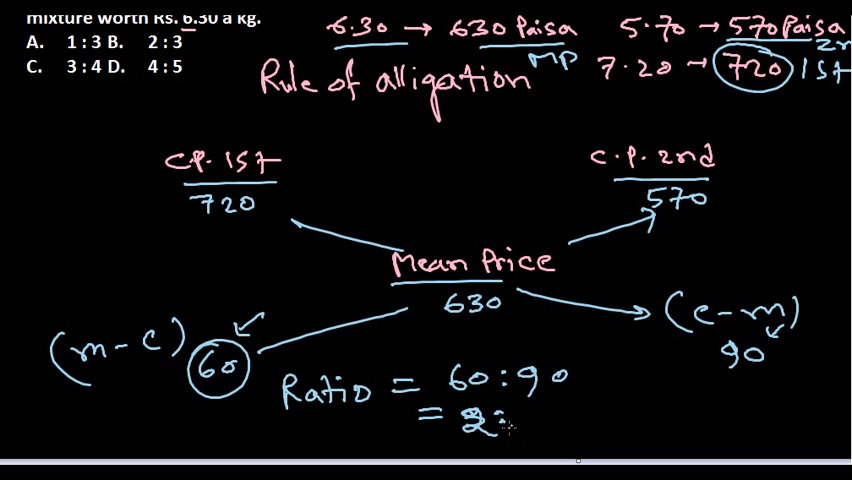 mixture worth Rs. 6.30 a kg.
A. 1 : 3 B. 2 : 3
C. 3 : 4 D. 4 : 5
6.30 → 630 Paisa
MP
5.70 → 570 Paisa
7.20 → 720 1st
Rule of alligation
C.P. 1st
720
C.P. 2nd
570
Mean Price
630
(m - c) 60
(c - m)
90
Ratio = 60 : 90
= 2 :